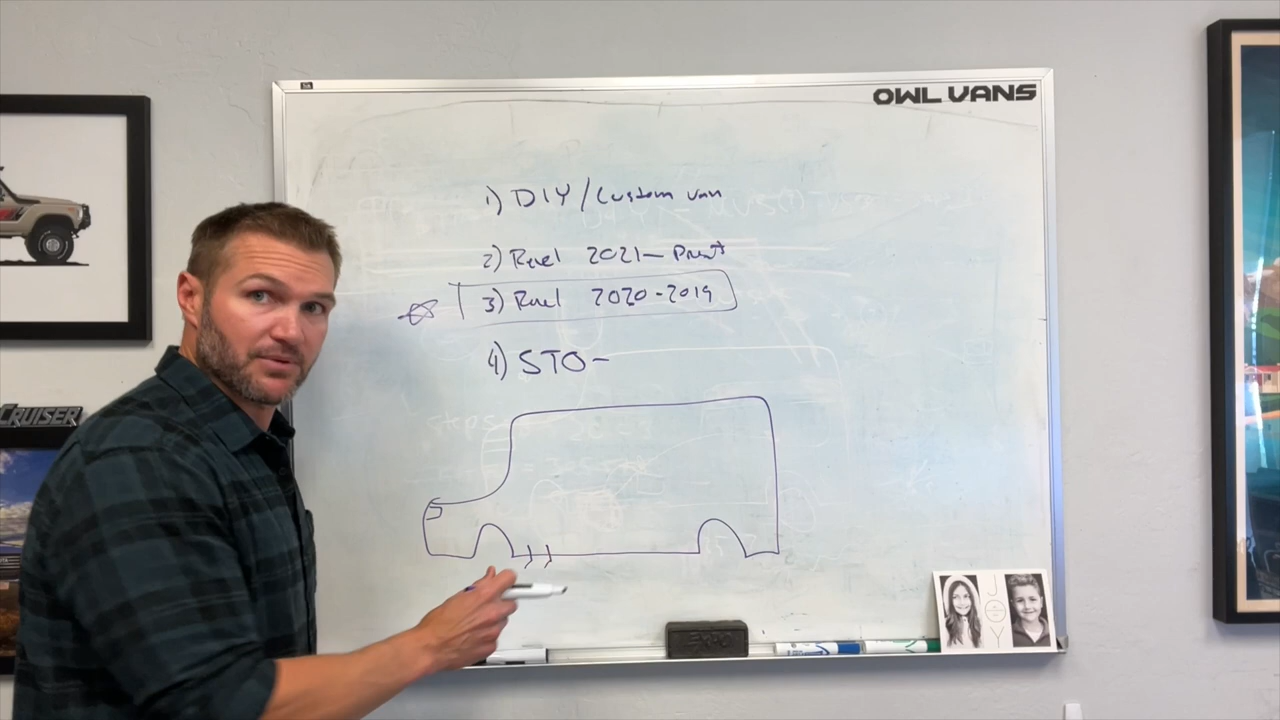 OWL VANS
1) DIY/Custom van
2) Revel 2021-Present
3) Revel 2020-2019
4) STO-
CRUISER
EXPO
J
O
Y